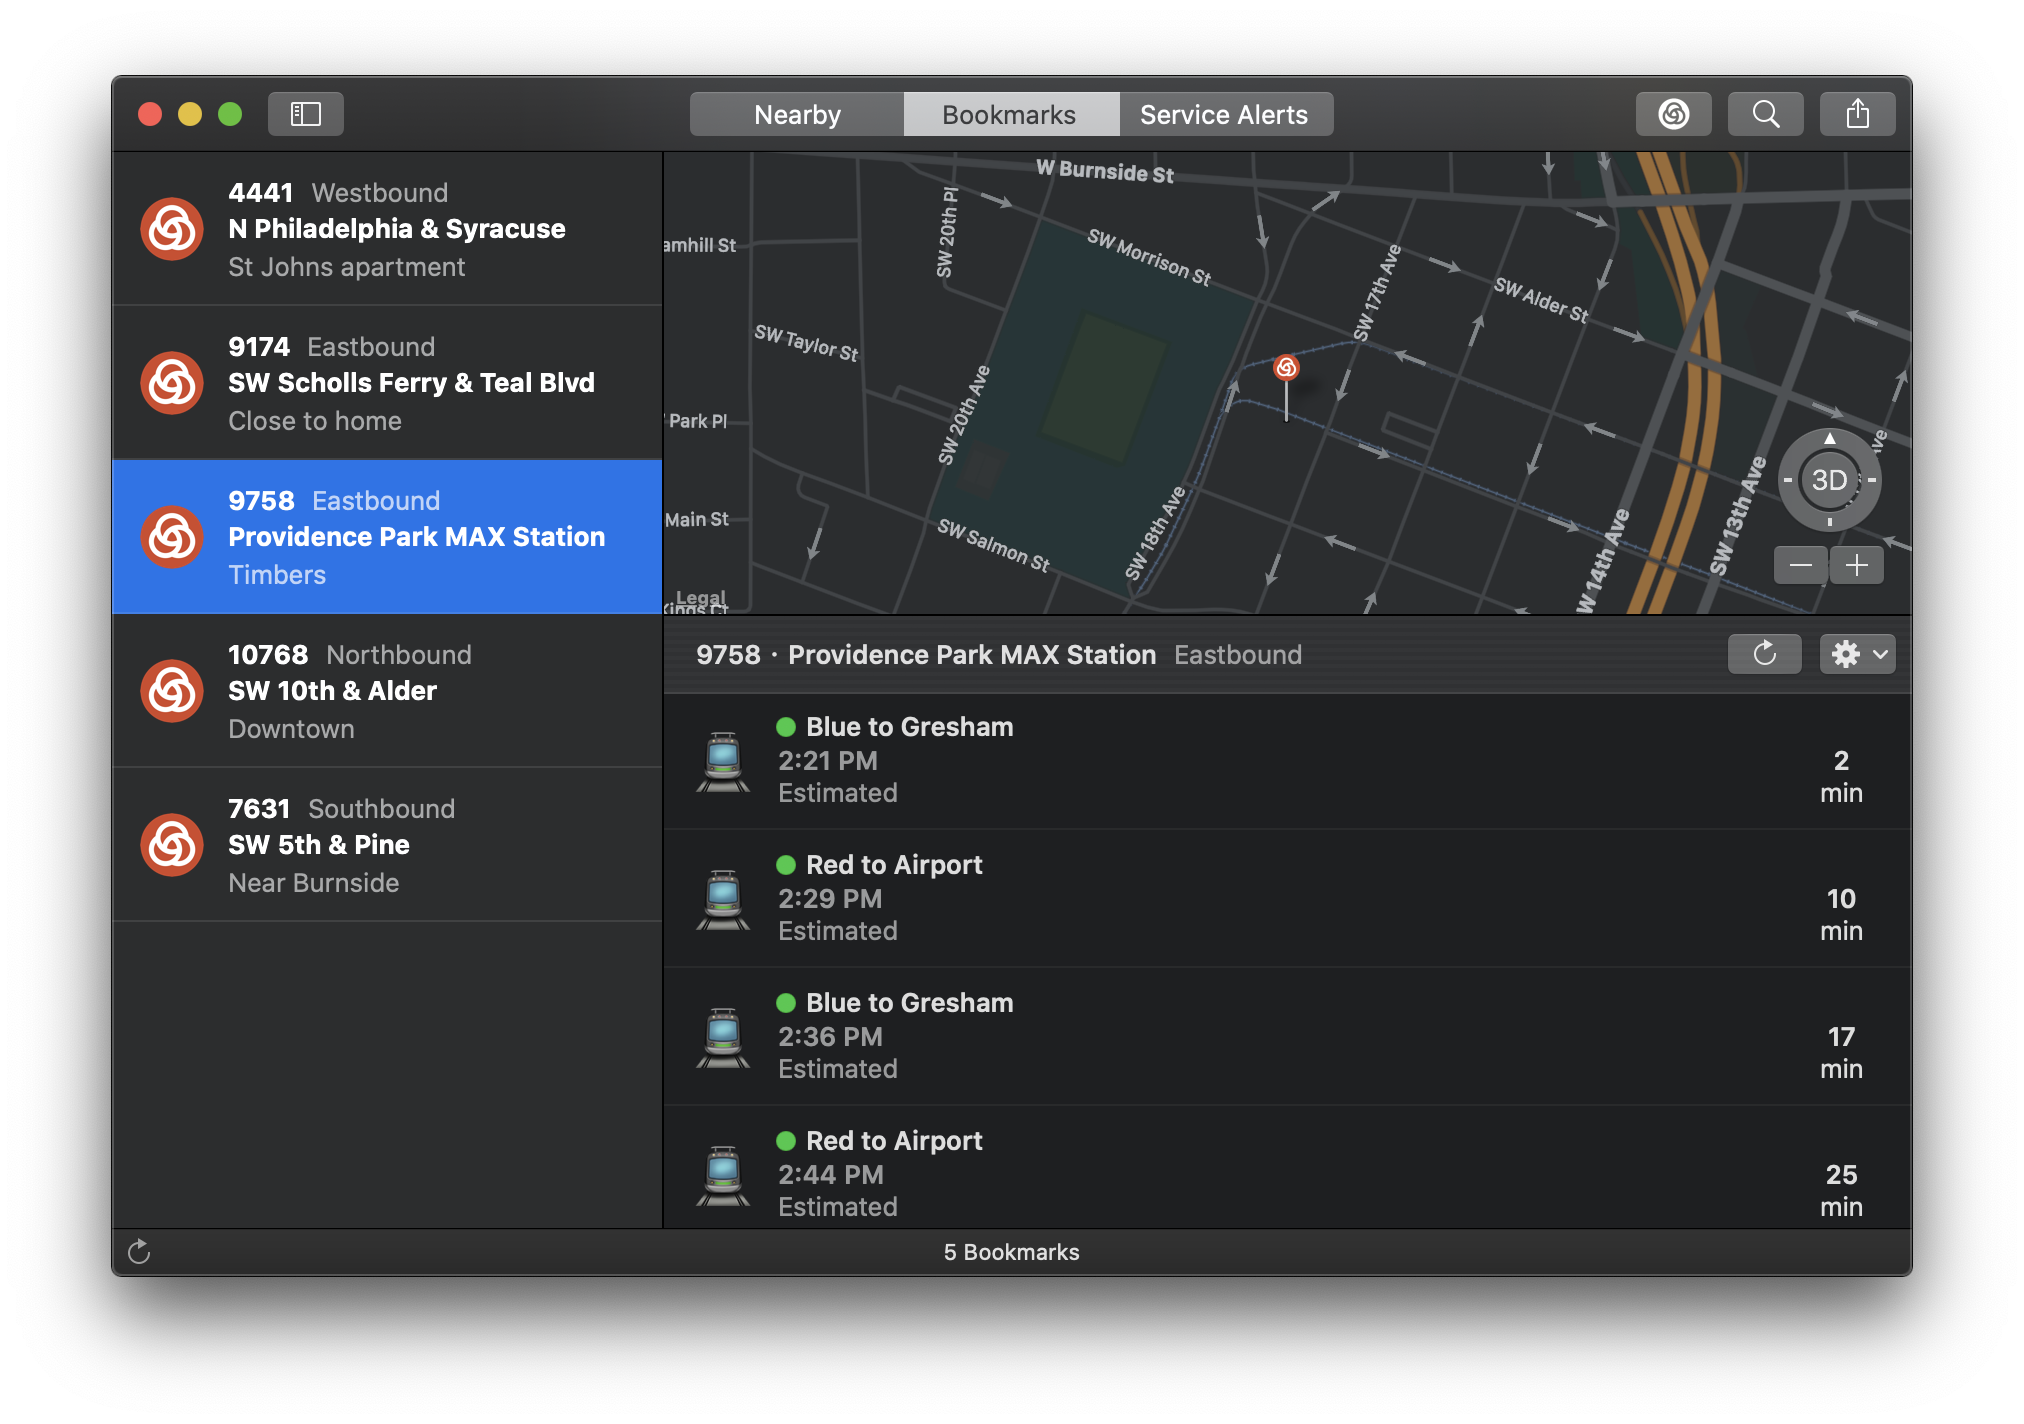 Nearby
Bookmarks
Service Alerts
4441 Westbound
N Philadelphia & Syracuse
St Johns apartment
9174 Eastbound
SW Scholls Ferry & Teal Blvd
Close to home
9758 Eastbound
Providence Park MAX Station
Timbers
10768 Northbound
SW 10th & Alder
Downtown
7631 Southbound
SW 5th & Pine
Near Burnside
W Burnside St
SW 20th Pl
amhill St
SW Morrison St
SW 17th Ave
SW Alder St
SW Taylor St
SW 20th Ave
Park Pl
Main St
SW Salmon St
SW 18th Ave
W 14th Ave
SW 13th Ave
Ave
3D
Legal
Kings Ct
9758 · Providence Park MAX Station Eastbound
Blue to Gresham
2:21 PM
Estimated
2
min
Red to Airport
2:29 PM
Estimated
10
min
Blue to Gresham
2:36 PM
Estimated
17
min
Red to Airport
2:44 PM
Estimated
25
min
5 Bookmarks